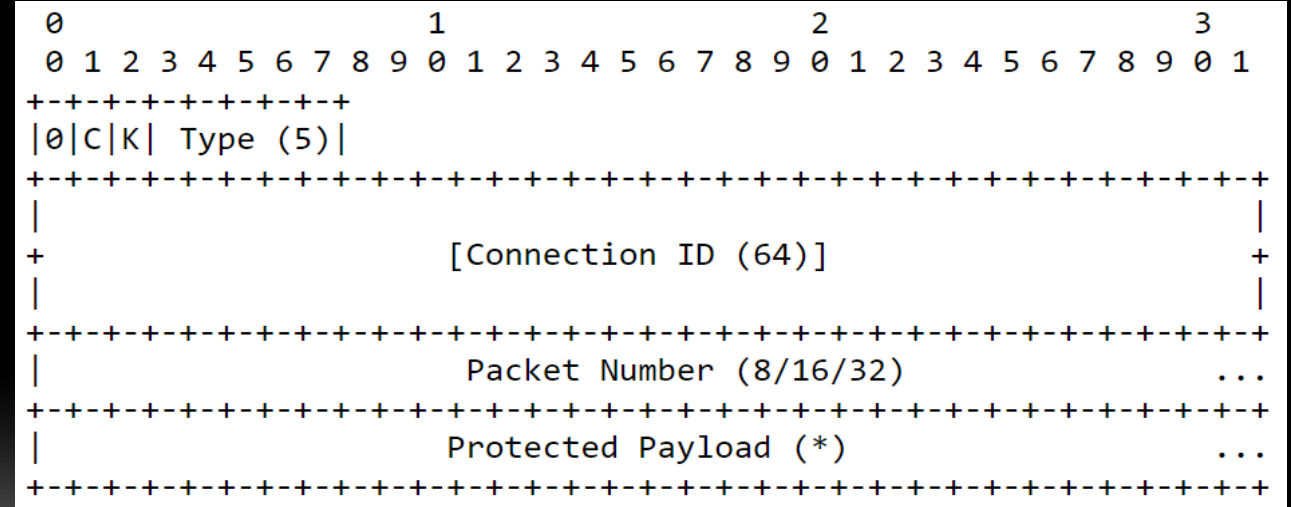 0                   1                   2                   3
0 1 2 3 4 5 6 7 8 9 0 1 2 3 4 5 6 7 8 9 0 1 2 3 4 5 6 7 8 9 0 1
+-+-+-+-+-+-+-+-+
|0|C|K| Type (5)|
+-+-+-+-+-+-+-+-+-+-+-+-+-+-+-+-+-+-+-+-+-+-+-+-+-+-+-+-+-+-+-+-+
|                                                               |
+                     [Connection ID (64)]                      +
|                                                               |
+-+-+-+-+-+-+-+-+-+-+-+-+-+-+-+-+-+-+-+-+-+-+-+-+-+-+-+-+-+-+-+-+
|                      Packet Number (8/16/32)                ...
+-+-+-+-+-+-+-+-+-+-+-+-+-+-+-+-+-+-+-+-+-+-+-+-+-+-+-+-+-+-+-+-+
|                     Protected Payload (*)                   ...
+-+-+-+-+-+-+-+-+-+-+-+-+-+-+-+-+-+-+-+-+-+-+-+-+-+-+-+-+-+-+-+-+